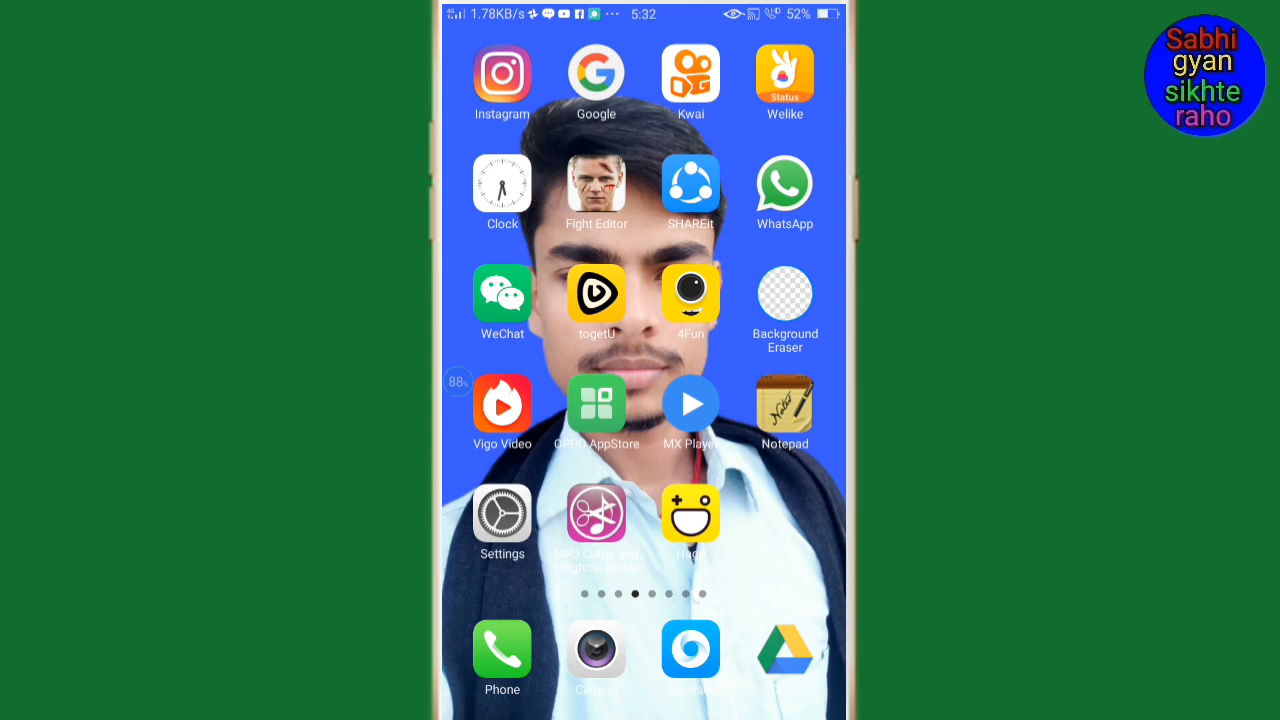 1.78KB/s ··· 5:32 52%
Sabhi
gyan
sikhte
raho
Instagram Google Kwai Status Welike
Clock Fight Editor SHAREit WhatsApp
WeChat togetU 4Fun Background
Eraser
88%
Vigo Video OPPO AppStore MX Player Notes Notepad
Settings MP3 Cutter and Hago
Ringtone Maker
Phone Camera Browser